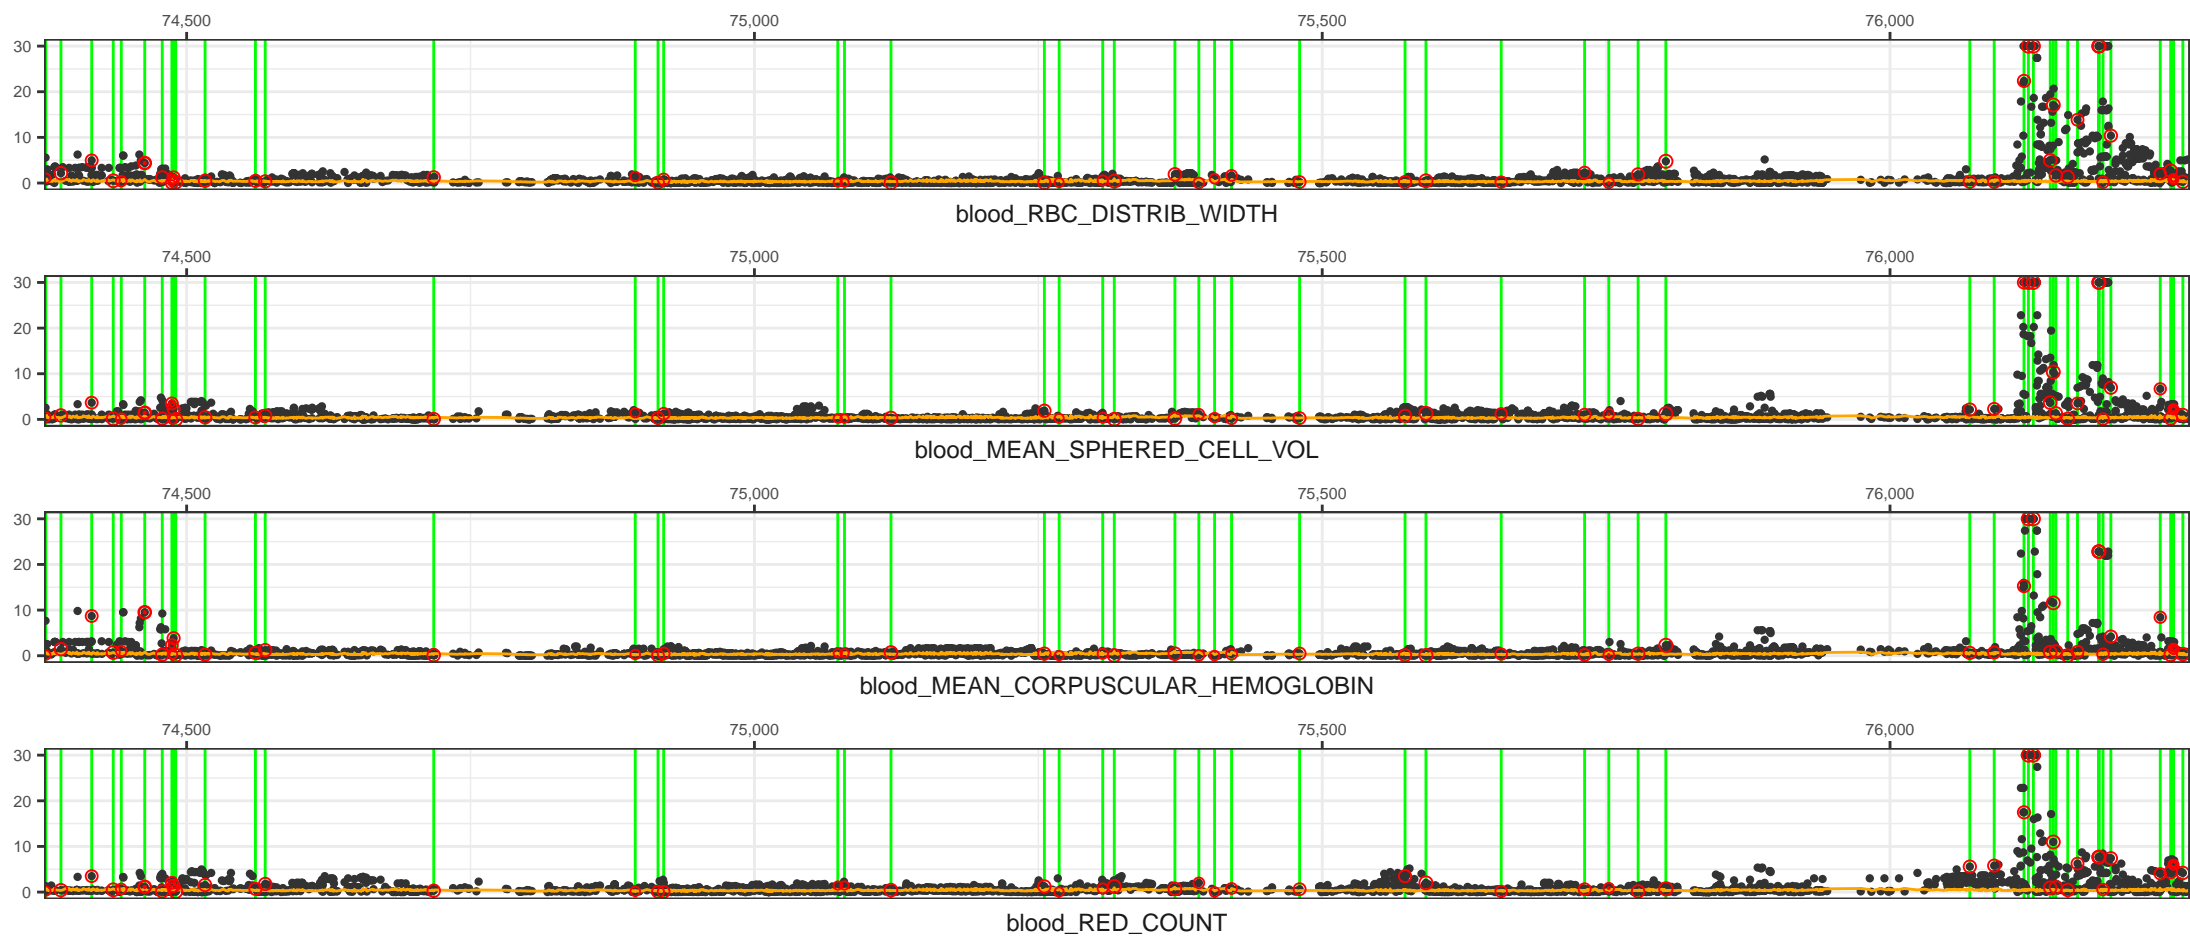 74,500 75,000 75,500 76,000
30
20
10
0
blood_RBC_DISTRIB_WIDTH
74,500 75,000 75,500 76,000
30
20
10
0
blood_MEAN_SPHERED_CELL_VOL
74,500 75,000 75,500 76,000
30
20
10
0
blood_MEAN_CORPUSCULAR_HEMOGLOBIN
74,500 75,000 75,500 76,000
30
20
10
0
blood_RED_COUNT